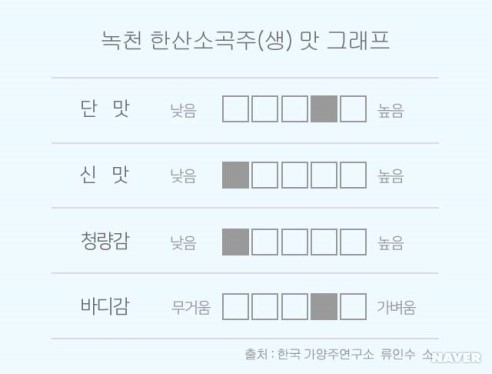 녹천 한산소곡주(생) 맛 그래프
단 맛 낮음 높음
신 맛 낮음 높음
청량감 낮음 높음
바디감 무거움 가벼움
출처 : 한국 가양주연구소 류인수 소
NAVER